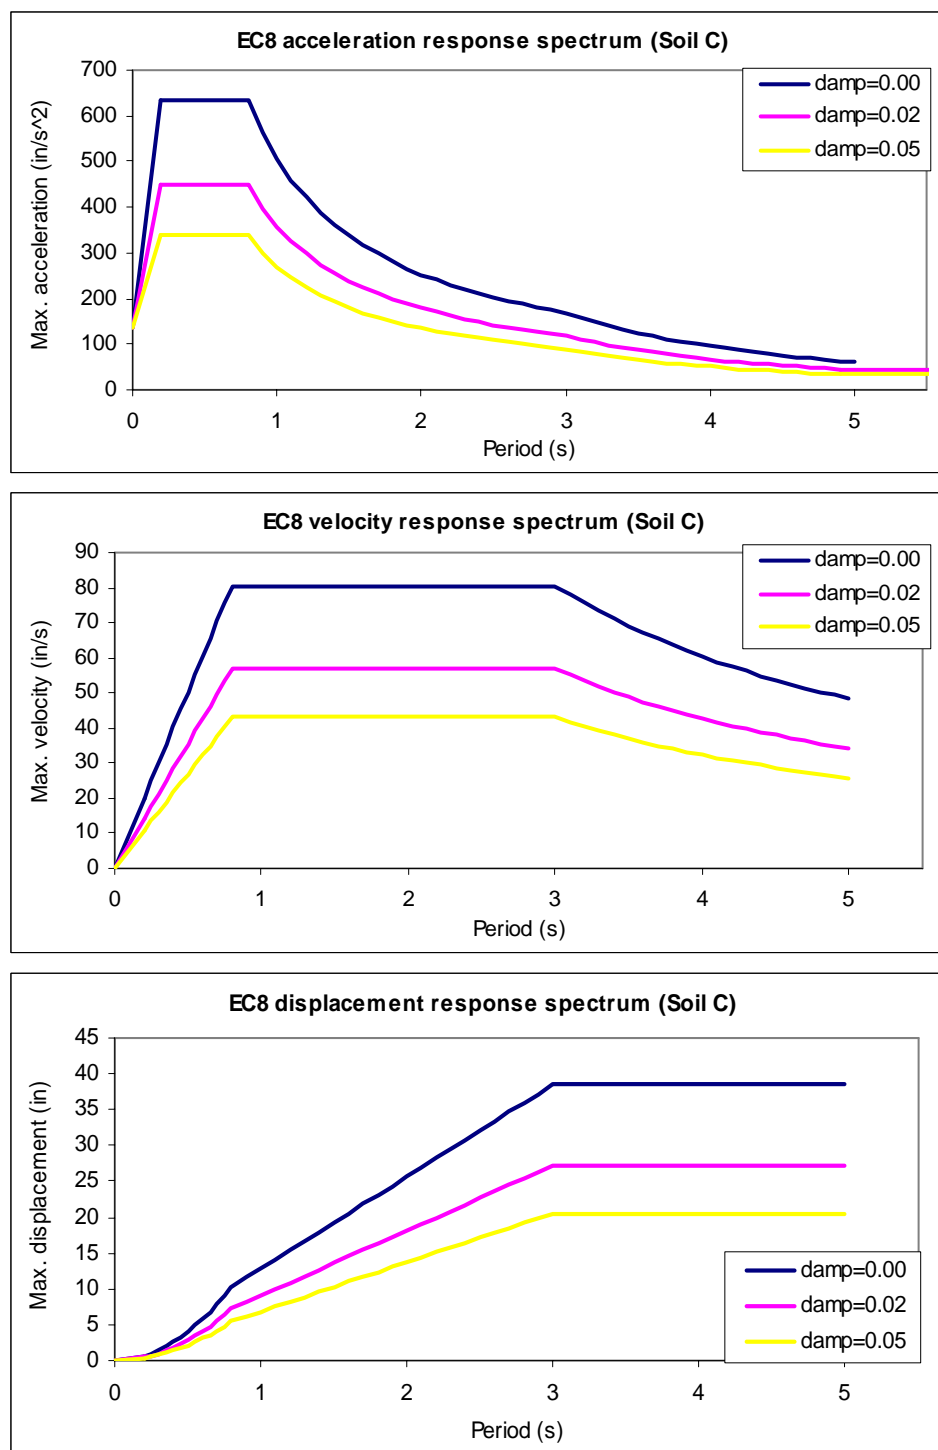 EC8 acceleration response spectrum (Soil C)
Max. acceleration (in/s^2)
700
600
500
400
300
200
100
0
damp=0.00
damp=0.02
damp=0.05
0 1 2 3 4 5
Period (s)
EC8 velocity response spectrum (Soil C)
Max. velocity (in/s)
90
80
70
60
50
40
30
20
10
0
damp=0.00
damp=0.02
damp=0.05
0 1 2 3 4 5
Period (s)
EC8 displacement response spectrum (Soil C)
Max. displacement (in)
45
40
35
30
25
20
15
10
5
0
damp=0.00
damp=0.02
damp=0.05
0 1 2 3 4 5
Period (s)